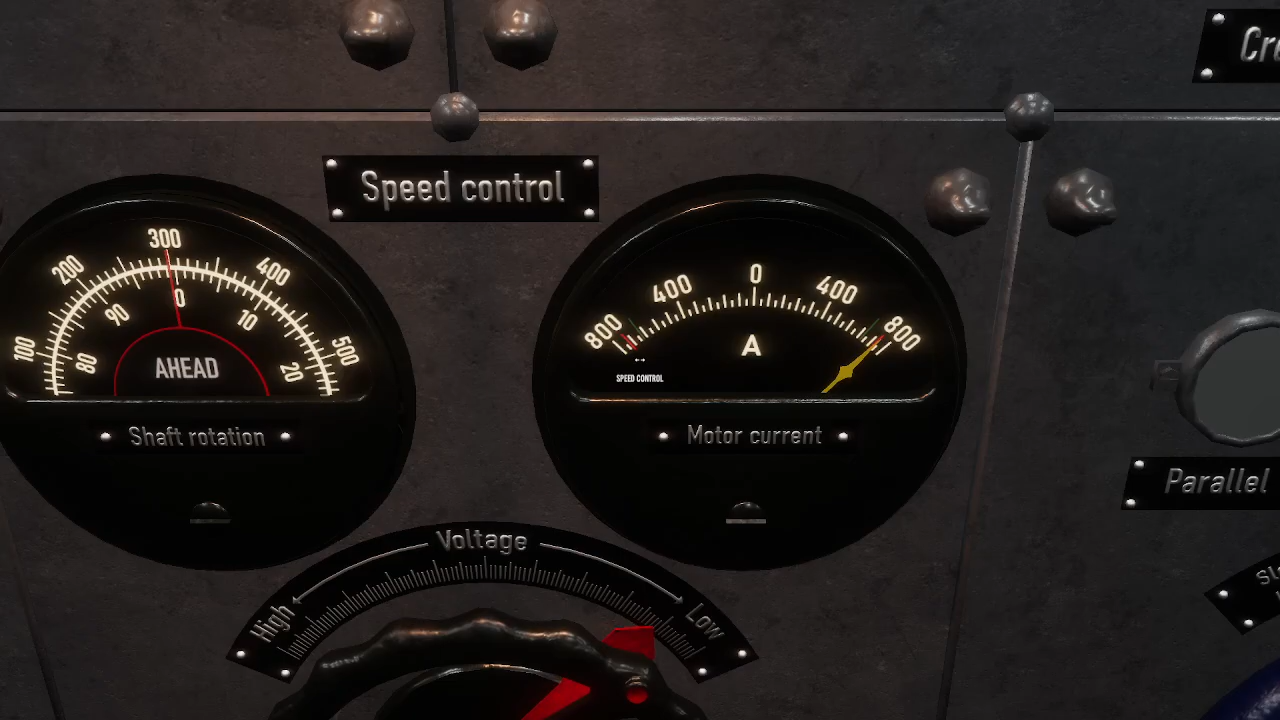 Speed control
300
200
400
100
500
0
90
10
80
20
AHEAD
Shaft rotation
0
400
400
800
800
A
SPEED CONTROL
Motor current
Voltage
High
Low
Parallel